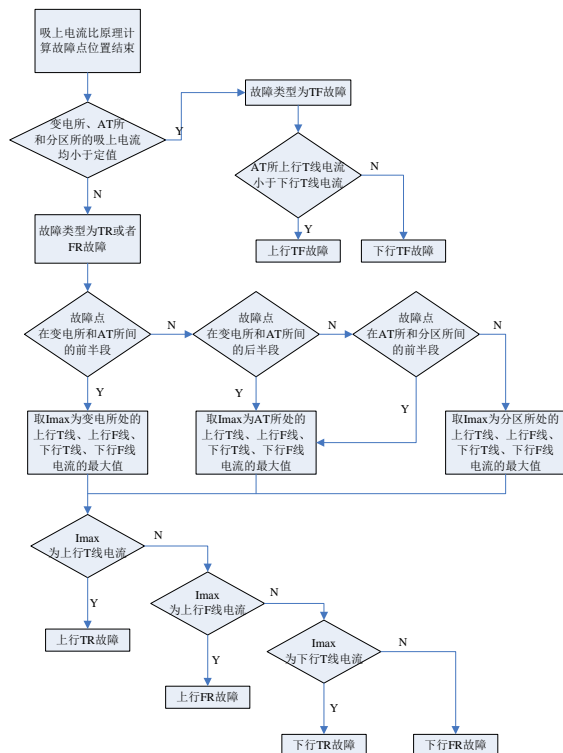 吸上电流比原理计
算故障点位置结束
变电所、AT所
和分区所的吸上电流
均小于定值
Y
故障类型为TF故障
AT所上行T线电流
小于下行T线电流
N
Y
上行TF故障
下行TF故障
N
故障类型为TR或者
FR故障
故障点
在变电所和AT所间
的前半段
N
故障点
在变电所和AT所间
的后半段
N
故障点
在AT所和分区所间
的前半段
N
Y
Y
Y
取Imax为变电所处的
上行T线、上行F线、
下行T线、下行F线
电流的最大值
取Imax为AT所处的
上行T线、上行F线、
下行T线、下行F线
电流的最大值
取Imax为分区所处的
上行T线、上行F线、
下行T线、下行F线
电流的最大值
Imax
为上行T线电流
N
Y
上行TR故障
Imax
为上行F线电流
N
Y
上行FR故障
Imax
为下行T线电流
N
Y
下行TR故障
下行FR故障